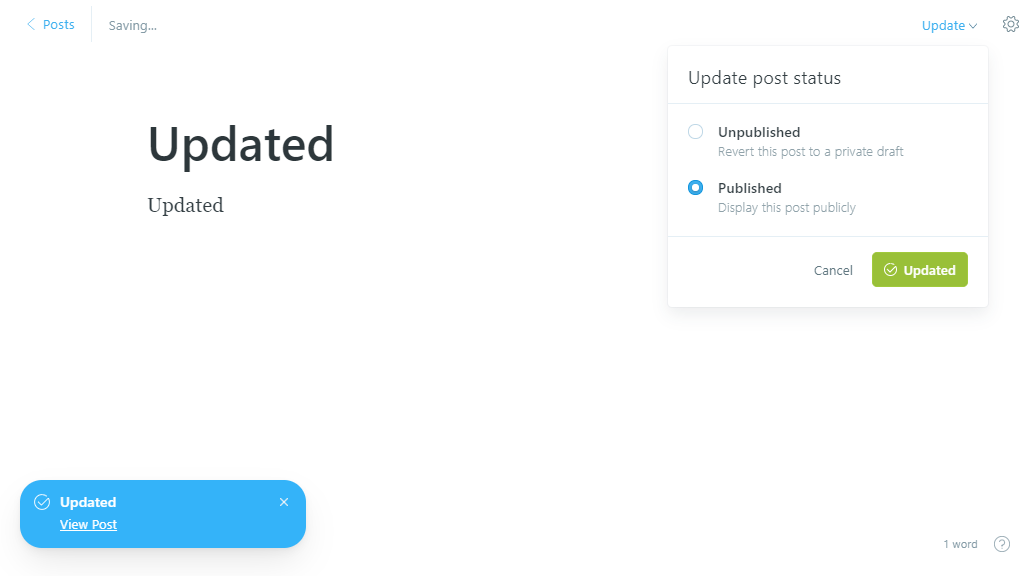 Posts
Saving...
Update
Update post status
Unpublished
Revert this post to a private draft
Published
Display this post publicly
Cancel
Updated
Updated
Updated
Updated
View Post
1 word
?